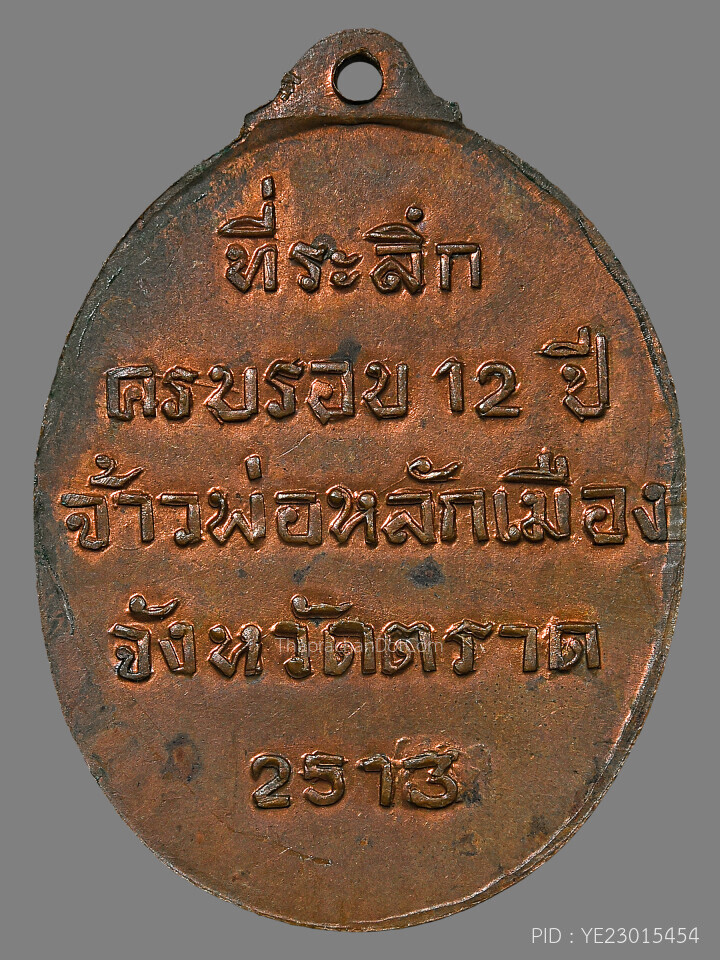 ที่ระลึก
ครบรอบ 12 ปี
จ้าวพ่อหลักเมือง
จังหวัดตราด
ThaprachanDotcom
2513
PID : YE23015454